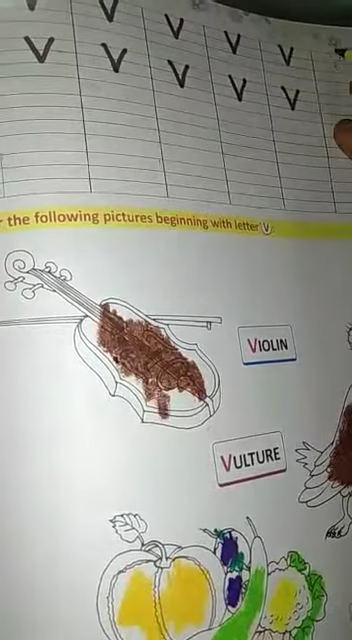 V V V V
V V V V V
the following pictures beginning with letter V
VIOLIN
VULTURE